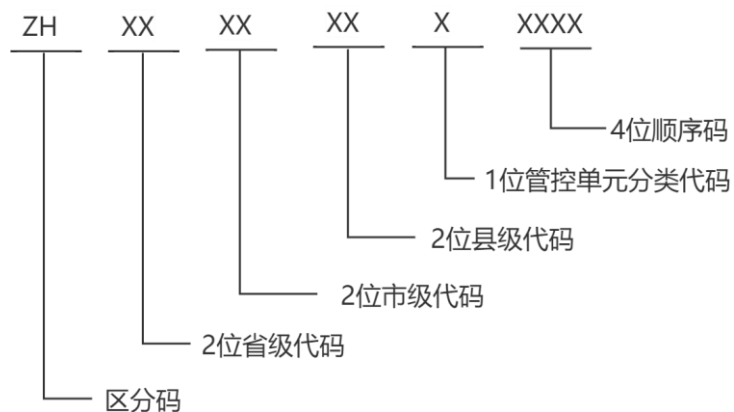 ZH XX XX XX X XXXX
4位顺序码
1位管控单元分类代码
2位县级代码
2位市级代码
2位省级代码
区分码